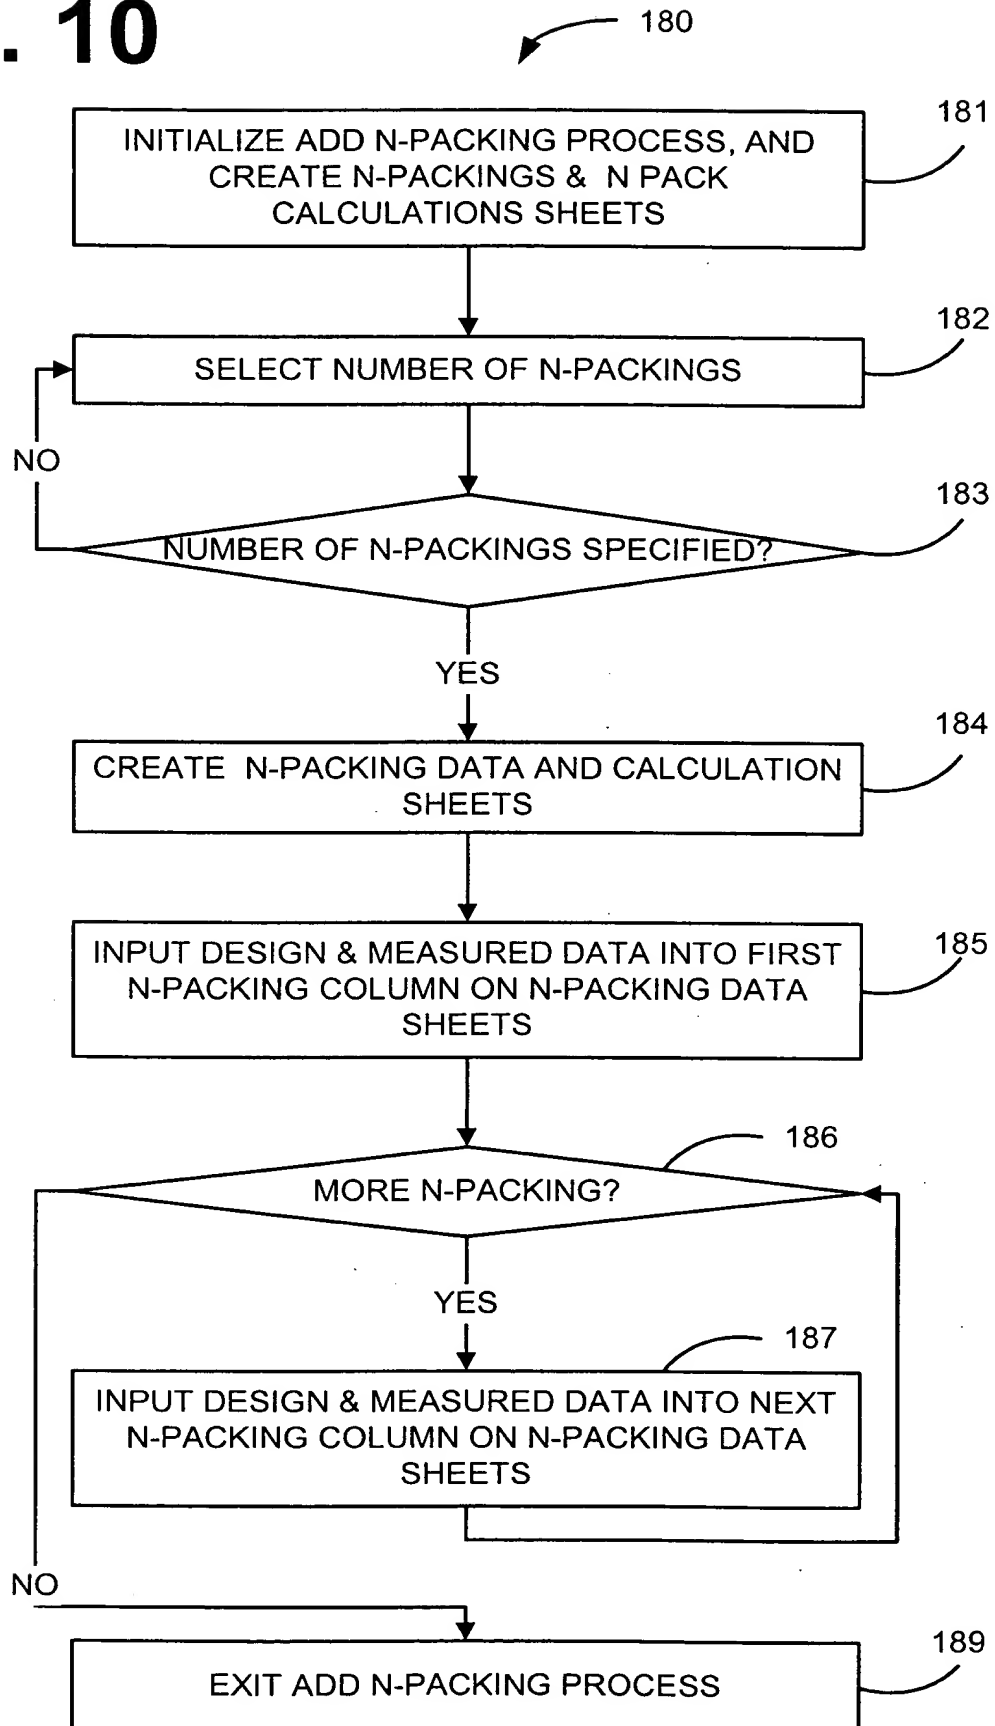 . 10
180
INITIALIZE ADD N-PACKING PROCESS, AND
CREATE N-PACKINGS & N PACK
CALCULATIONS SHEETS
181
SELECT NUMBER OF N-PACKINGS
182
NO
NUMBER OF N-PACKINGS SPECIFIED?
183
YES
CREATE N-PACKING DATA AND CALCULATION
SHEETS
184
INPUT DESIGN & MEASURED DATA INTO FIRST
N-PACKING COLUMN ON N-PACKING DATA
SHEETS
185
MORE N-PACKING?
186
YES
187
INPUT DESIGN & MEASURED DATA INTO NEXT
N-PACKING COLUMN ON N-PACKING DATA
SHEETS
NO
EXIT ADD N-PACKING PROCESS
189